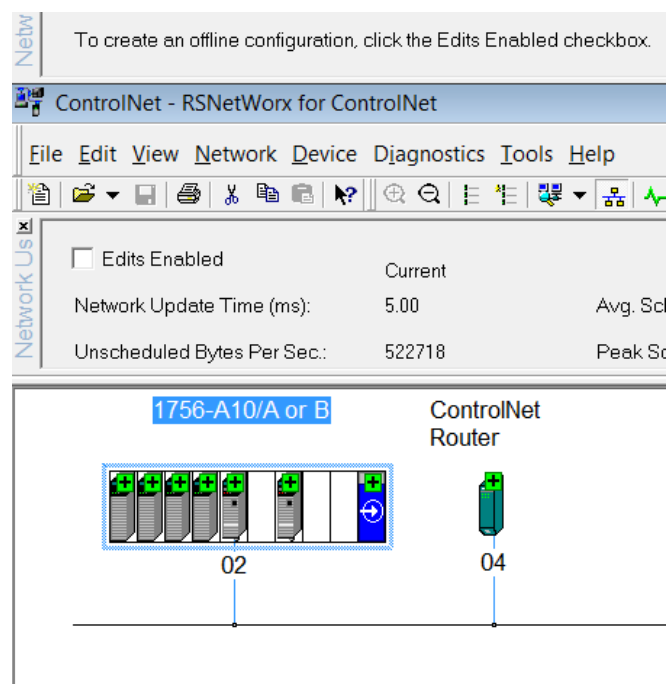 Netw
To create an offline configuration, click the Edits Enabled checkbox.
ControlNet - RSNetWorx for ControlNet
File Edit View Network Device Diagnostics Tools Help
Network Us
Edits Enabled
Current
Network Update Time (ms): 5.00 Avg. Sch
Unscheduled Bytes Per Sec.: 522718 Peak Sc
1756-A10/A or B
ControlNet
Router
02
04